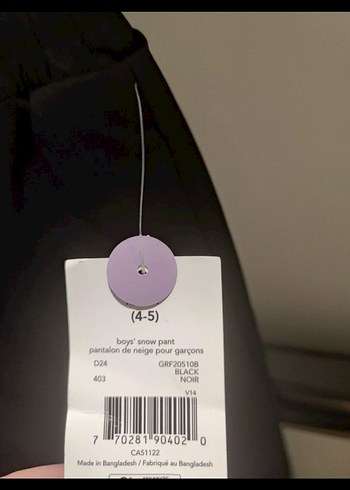 (4-5)
boys' snow pant
pantalon de neige pour garçons
D24 GRF20510B
BLACK
403 NOIR
V14
7 70281 90402 0
CA51122
Made in Bangladesh / Fabriqué au Bangladesh